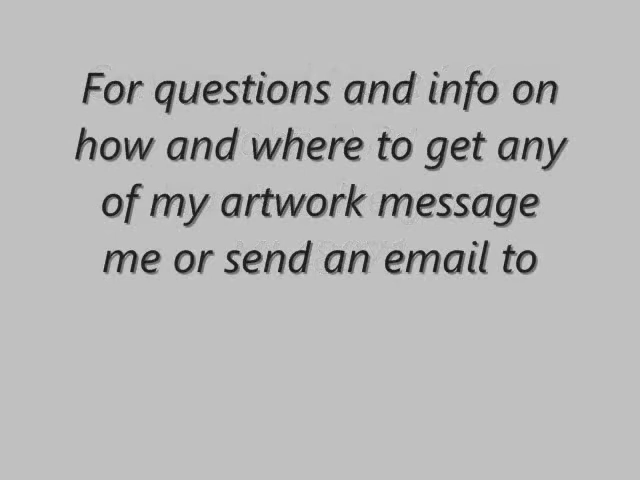 For questions and info on
how and where to get any
of my artwork message
me or send an email to